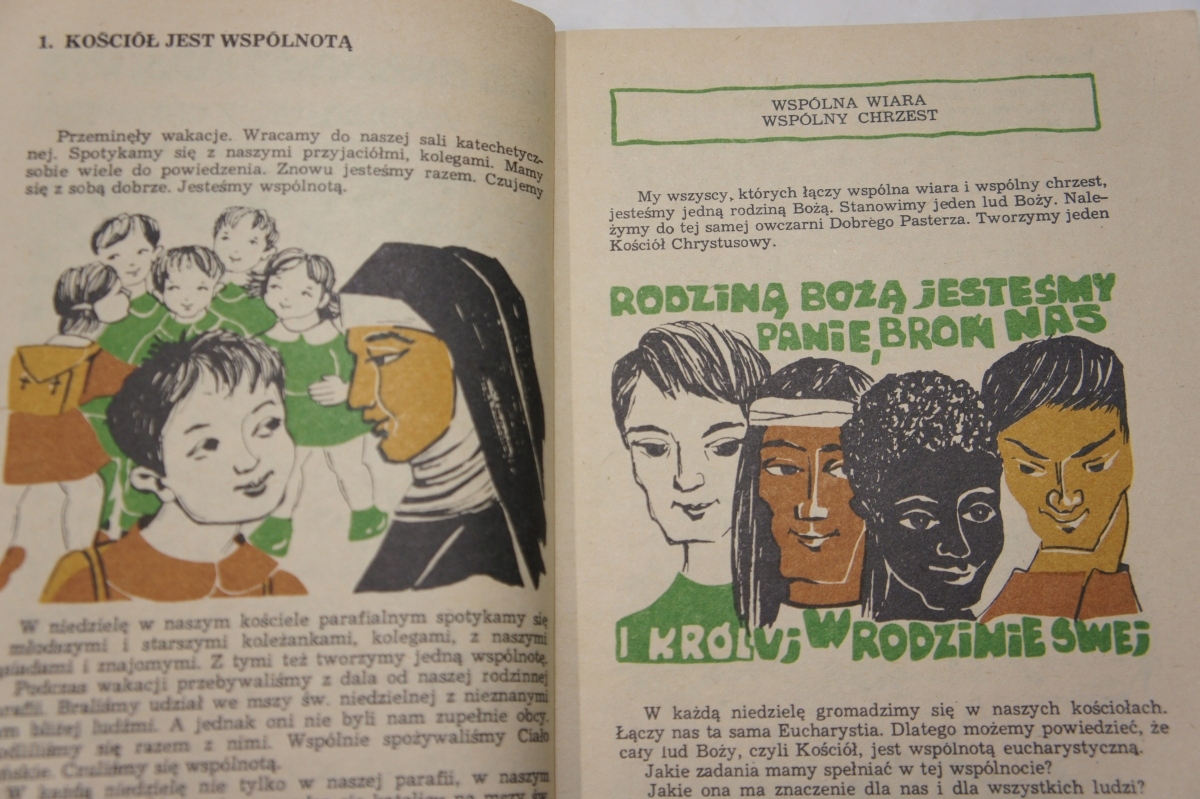 1. KOŚCIÓŁ JEST WSPÓLNOTĄ
Przeminęły wakacje. Wracamy do naszej sali katechetycz-
nej. Spotykamy się z naszymi przyjaciółmi, kolegami. Mamy
sobie wiele do powiedzenia. Znowu jesteśmy razem. Czujemy
się z sobą dobrze. Jesteśmy wspólnotą.
W niedzielę w naszym kościele parafialnym spotykamy się
młodszymi i starszymi koleżankami, kolegami, z naszymi
i znajomymi. Z tymi też tworzymy jedną wspólnotę.
Podczas wakacji przebywaliśmy z dala od naszej rodzinnej
Braliśmy udział we mszy św. niedzielnej z nieznanymi
bliżej ludźmi. A jednak oni nie byli nam zupełnie obcy.
się razem z nimi. Wspólnie spożywaliśmy Ciało
Czuliśmy się wspólnotą.
W każdą niedzielę nie tylko w naszej parafii, w naszym
na mszy św.
WSPÓLNA WIARA
WSPÓLNY CHRZEST
My wszyscy, których łączy wspólna wiara i wspólny chrzest,
jesteśmy jedną rodziną Bożą. Stanowimy jeden lud Boży. Nale-
żymy do tej samej owczarni Dobrego Pasterza. Tworzymy jeden
Kościół Chrystusowy.
RODZINĄ BOŻĄ JESTEŚMY
PANIE, BROŃ NAS
I KRÓLUJ W RODZINIE SWEJ
W każdą niedzielę gromadzimy się w naszych kościołach.
Łączy nas ta sama Eucharystia. Dlatego możemy powiedzieć, że
cały lud Boży, czyli Kościół, jest wspólnotą eucharystyczną.
Jakie zadania mamy spełniać w tej wspólnocie?
Jakie ona ma znaczenie dla nas i dla wszystkich ludzi?